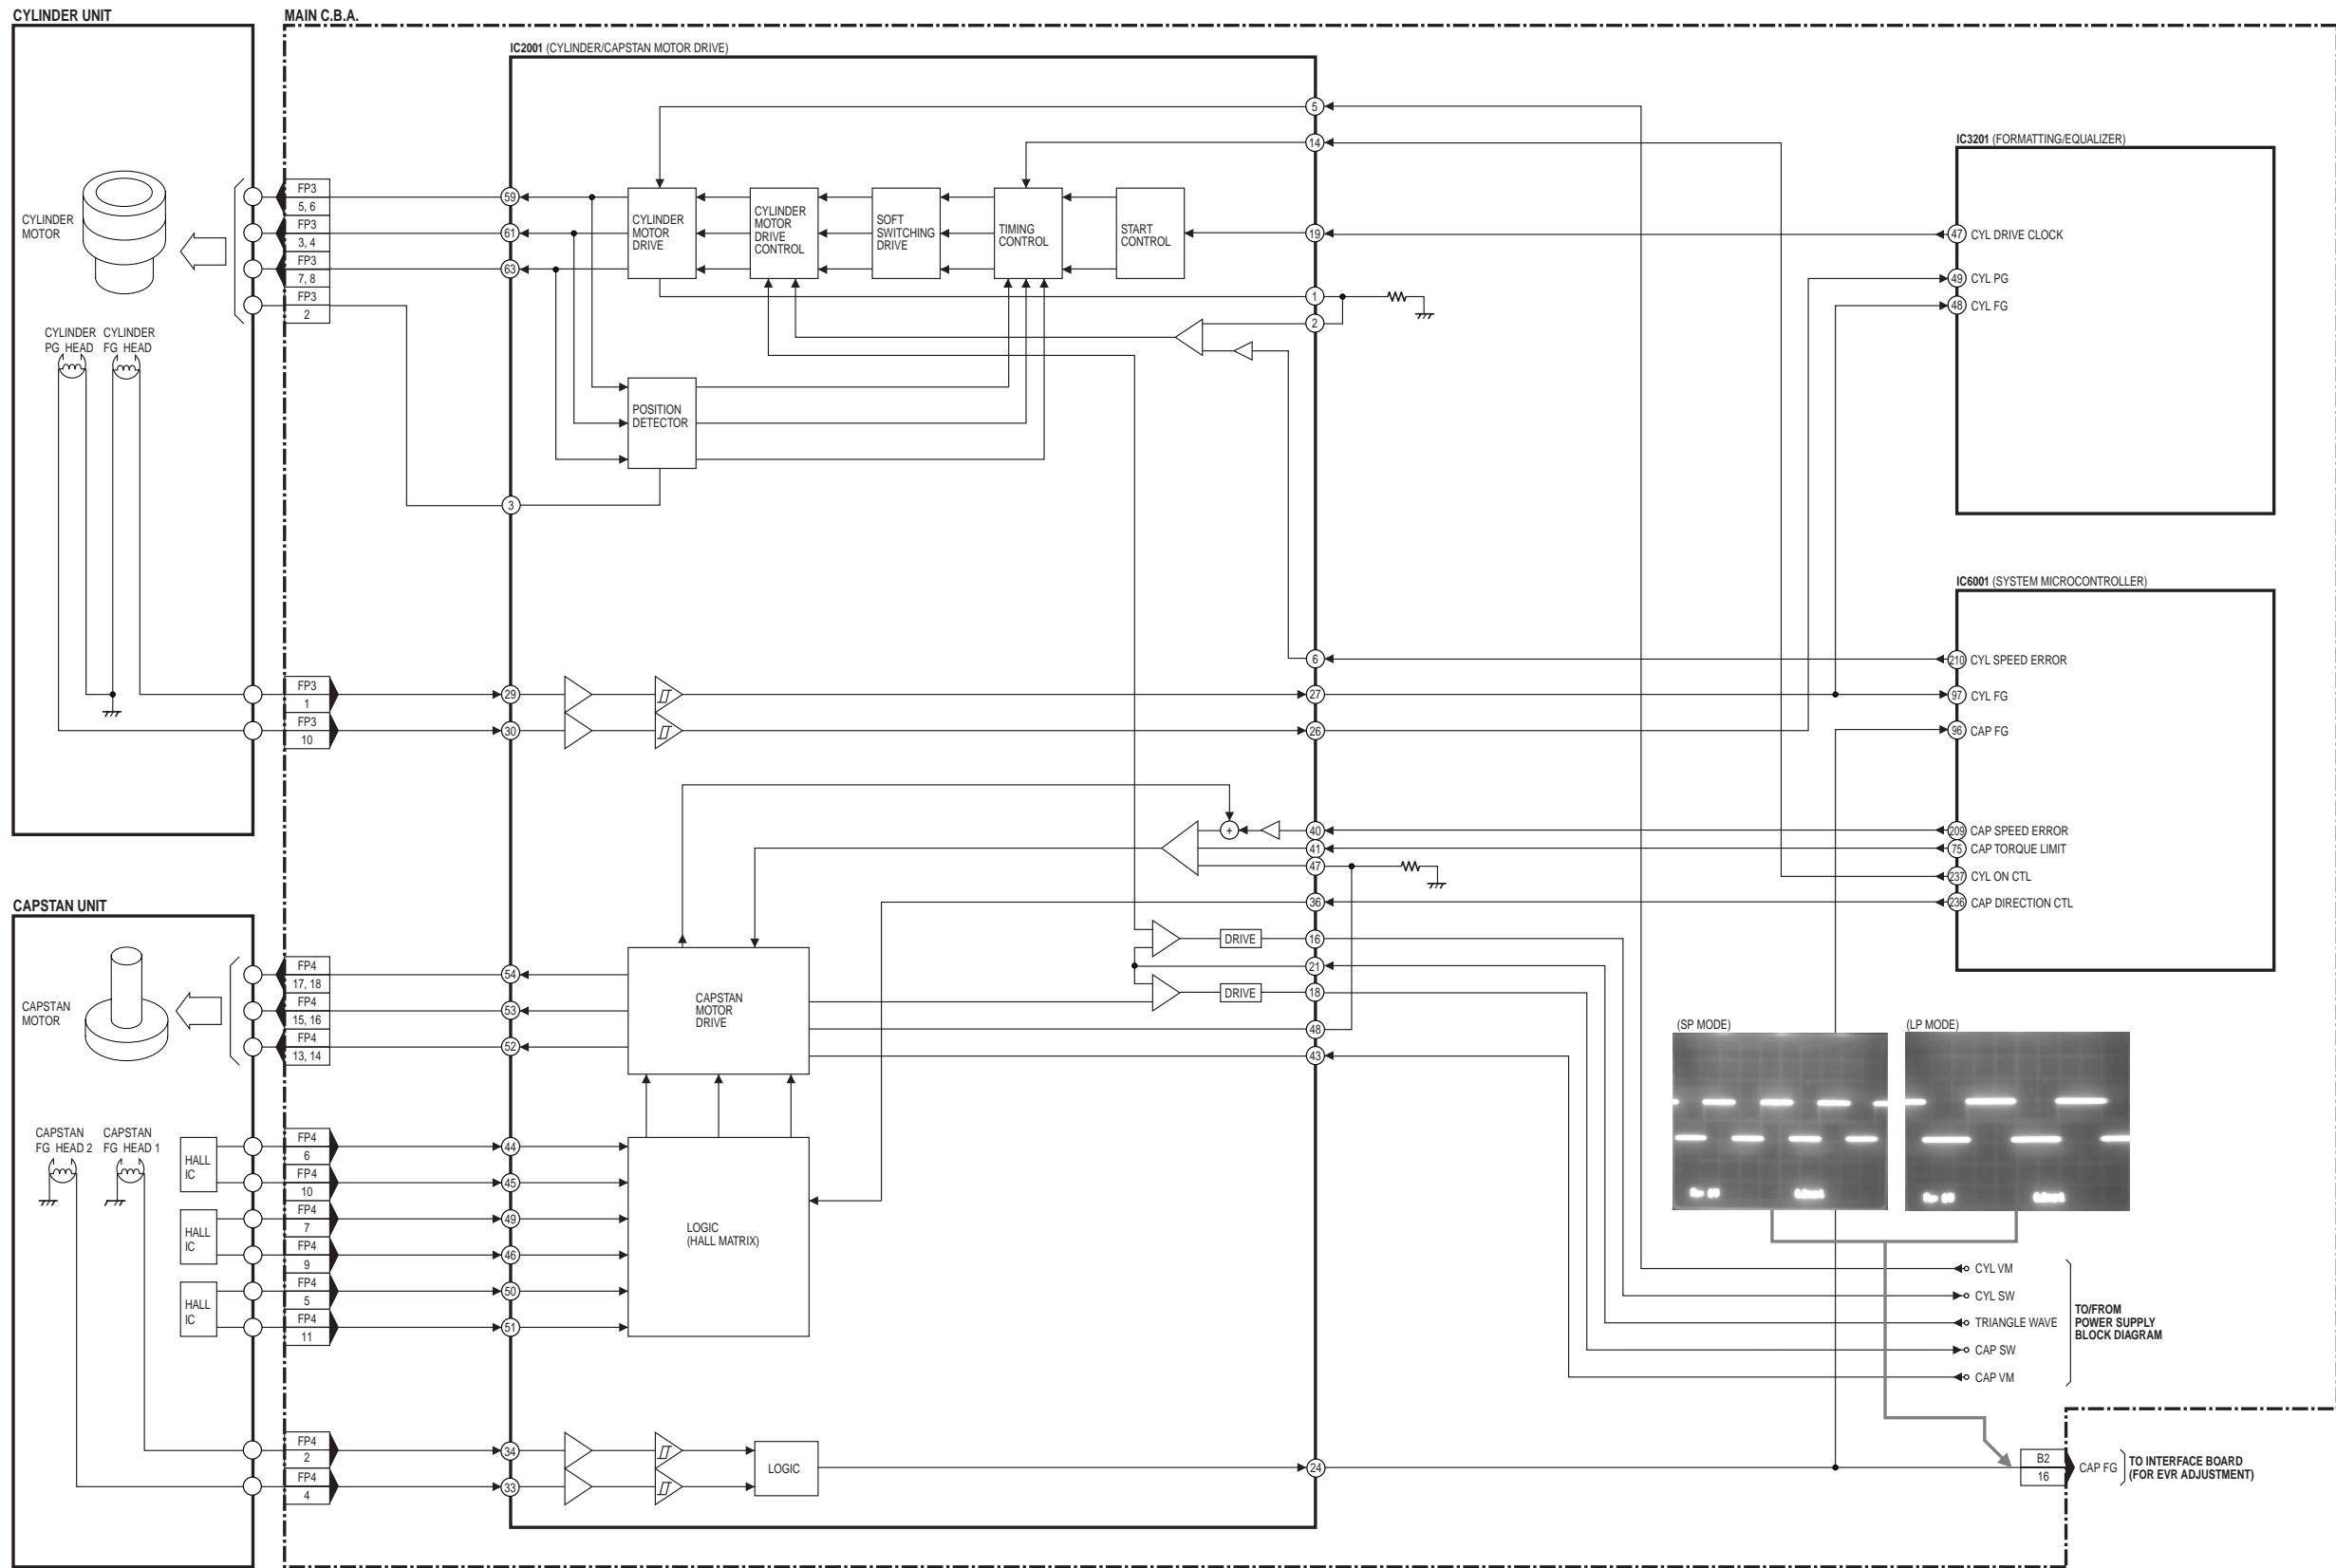 CYLINDER UNIT
MAIN C.B.A.
IC2001 (CYLINDER/CAPSTAN MOTOR DRIVE)
5
14
IC3201 (FORMATTING/EQUALIZER)
CYLINDER
MOTOR
FP3
5, 6
FP3
3, 4
FP3
7, 8
FP3
2
59
61
63
CYLINDER
MOTOR
DRIVE
CYLINDER
MOTOR
DRIVE
CONTROL
SOFT
SWITCHING
DRIVE
TIMING
CONTROL
START
CONTROL
19
47 CYL DRIVE CLOCK
49 CYL PG
48 CYL FG
1
2
CYLINDER
PG HEAD
CYLINDER
FG HEAD
POSITION
DETECTOR
3
IC6001 (SYSTEM MICROCONTROLLER)
6
210 CYL SPEED ERROR
FP3
1
29
27
97 CYL FG
FP3
10
30
26
96 CAP FG
+
40
209 CAP SPEED ERROR
41
75 CAP TORQUE LIMIT
47
237 CYL ON CTL
36
236 CAP DIRECTION CTL
CAPSTAN UNIT
CAPSTAN
MOTOR
FP4
17, 18
FP4
15, 16
FP4
13, 14
54
53
52
CAPSTAN
MOTOR
DRIVE
DRIVE
16
21
DRIVE
18
48
43
(SP MODE)
(LP MODE)
CAPSTAN
FG HEAD 2
CAPSTAN
FG HEAD 1
HALL
IC
HALL
IC
HALL
IC
FP4
6
FP4
10
FP4
7
FP4
9
FP4
5
FP4
11
44
45
49
46
50
51
LOGIC
(HALL MATRIX)
CYL VM
CYL SW
TRIANGLE WAVE
CAP SW
CAP VM
TO/FROM
POWER SUPPLY
BLOCK DIAGRAM
FP4
2
FP4
4
34
33
LOGIC
24
B2
16
CAP FG
TO INTERFACE BOARD
(FOR EVR ADJUSTMENT)